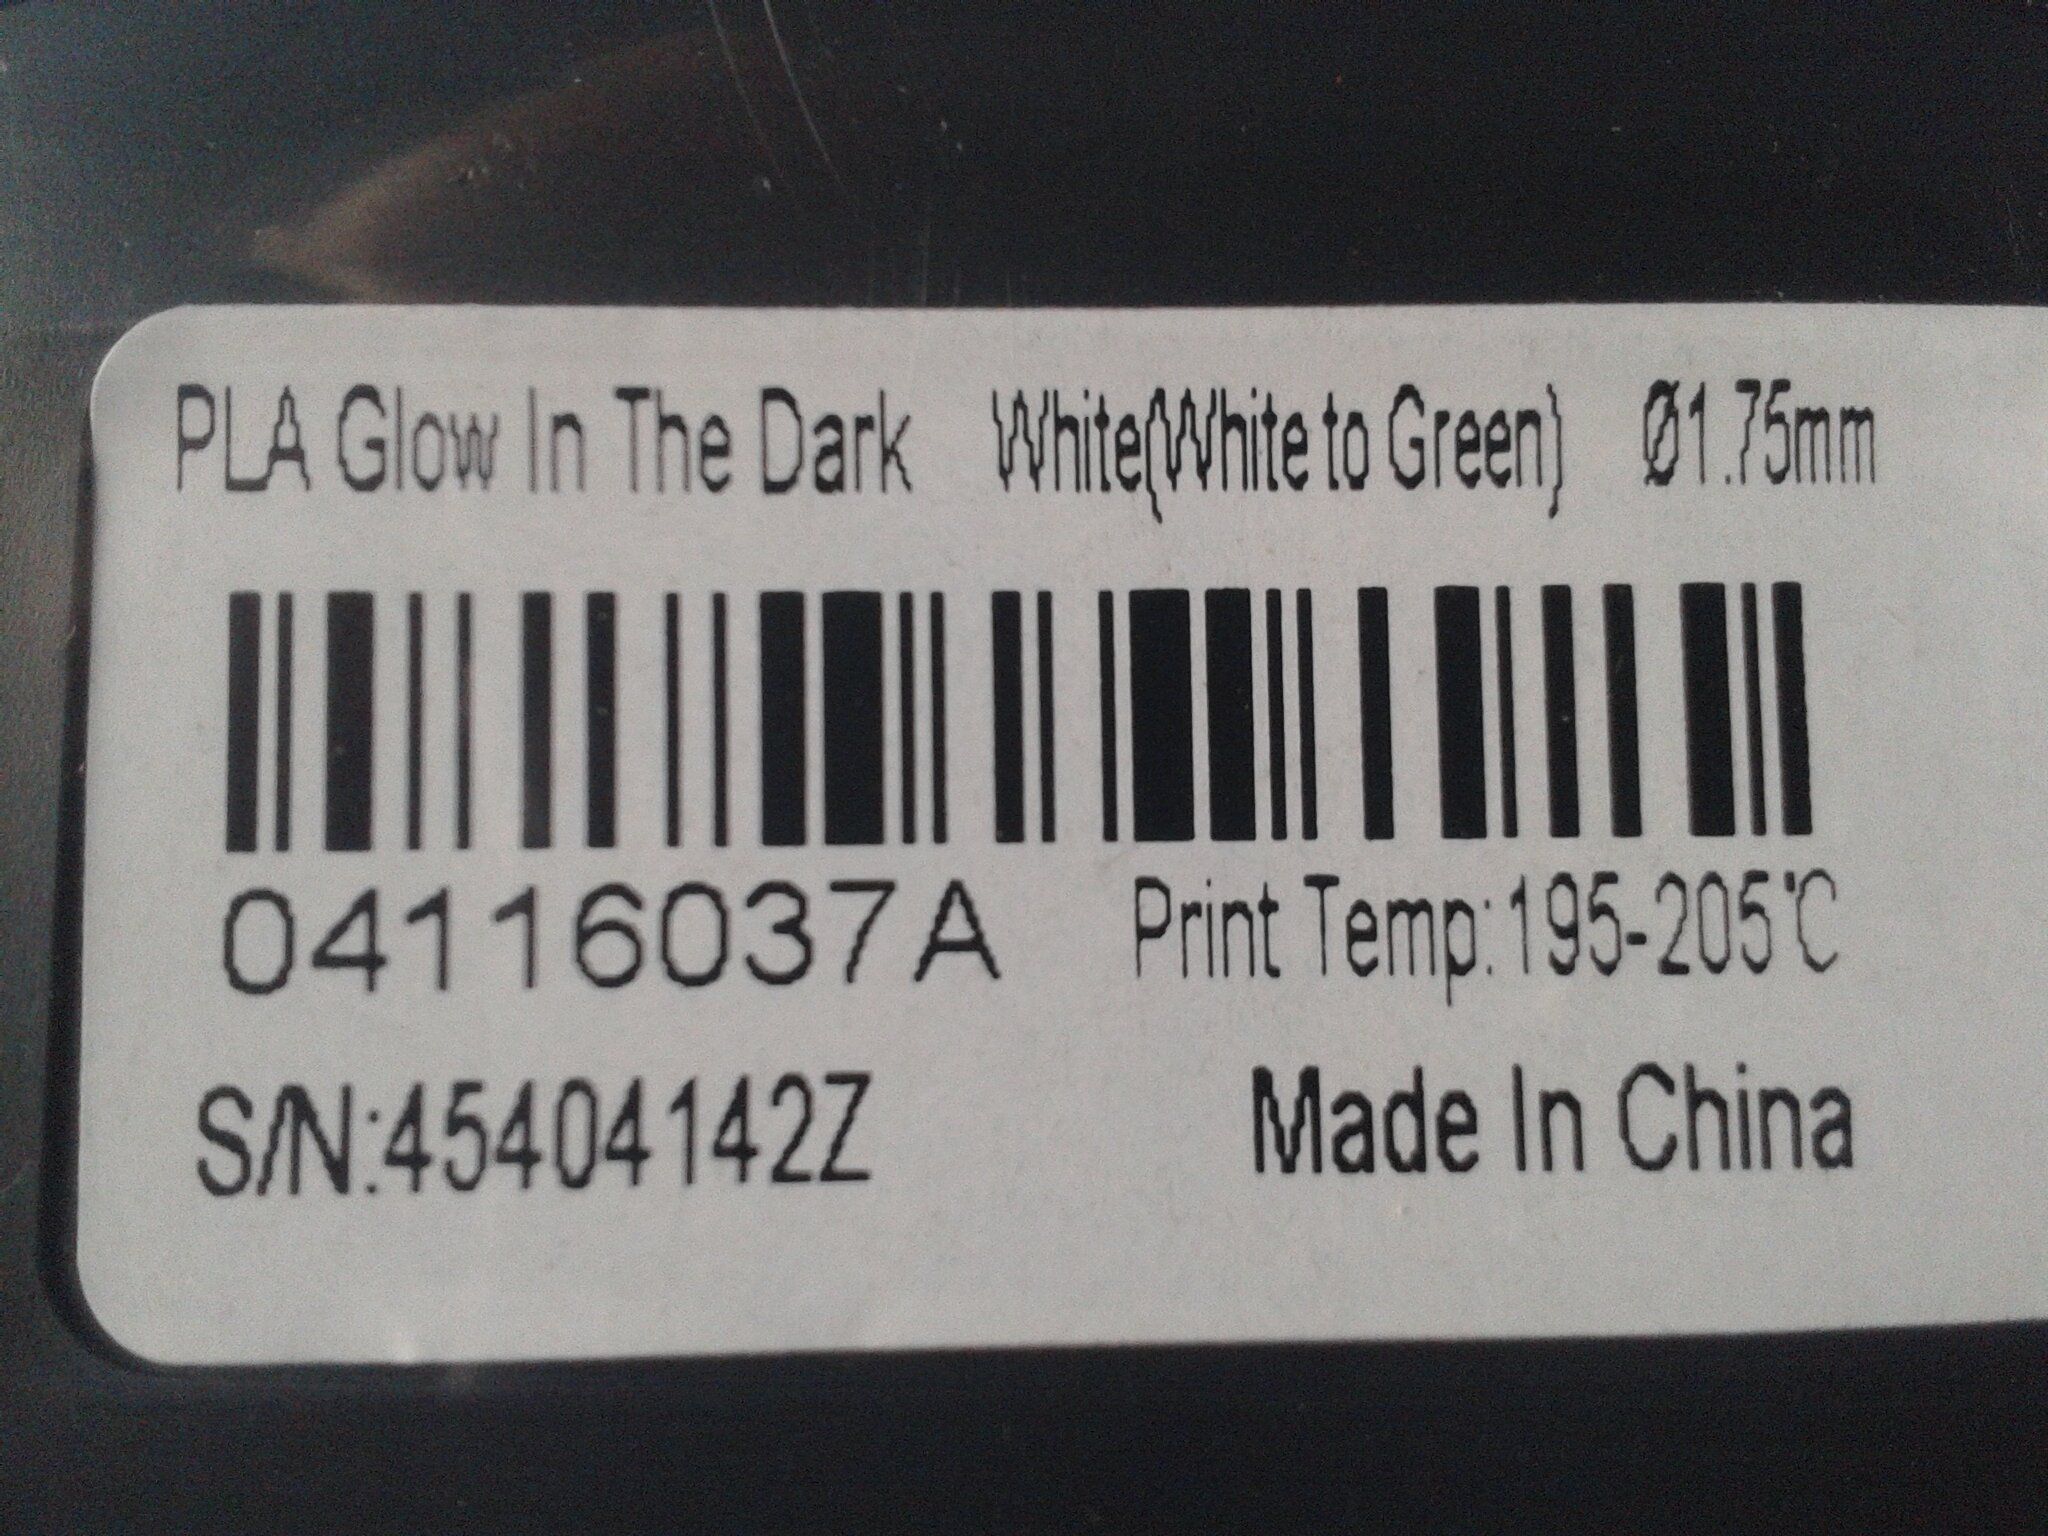 PLA Glow In The Dark White(White to Green) Ø1.75mm
04116037A Print Temp:195-205℃
S/N:45404142Z Made In China